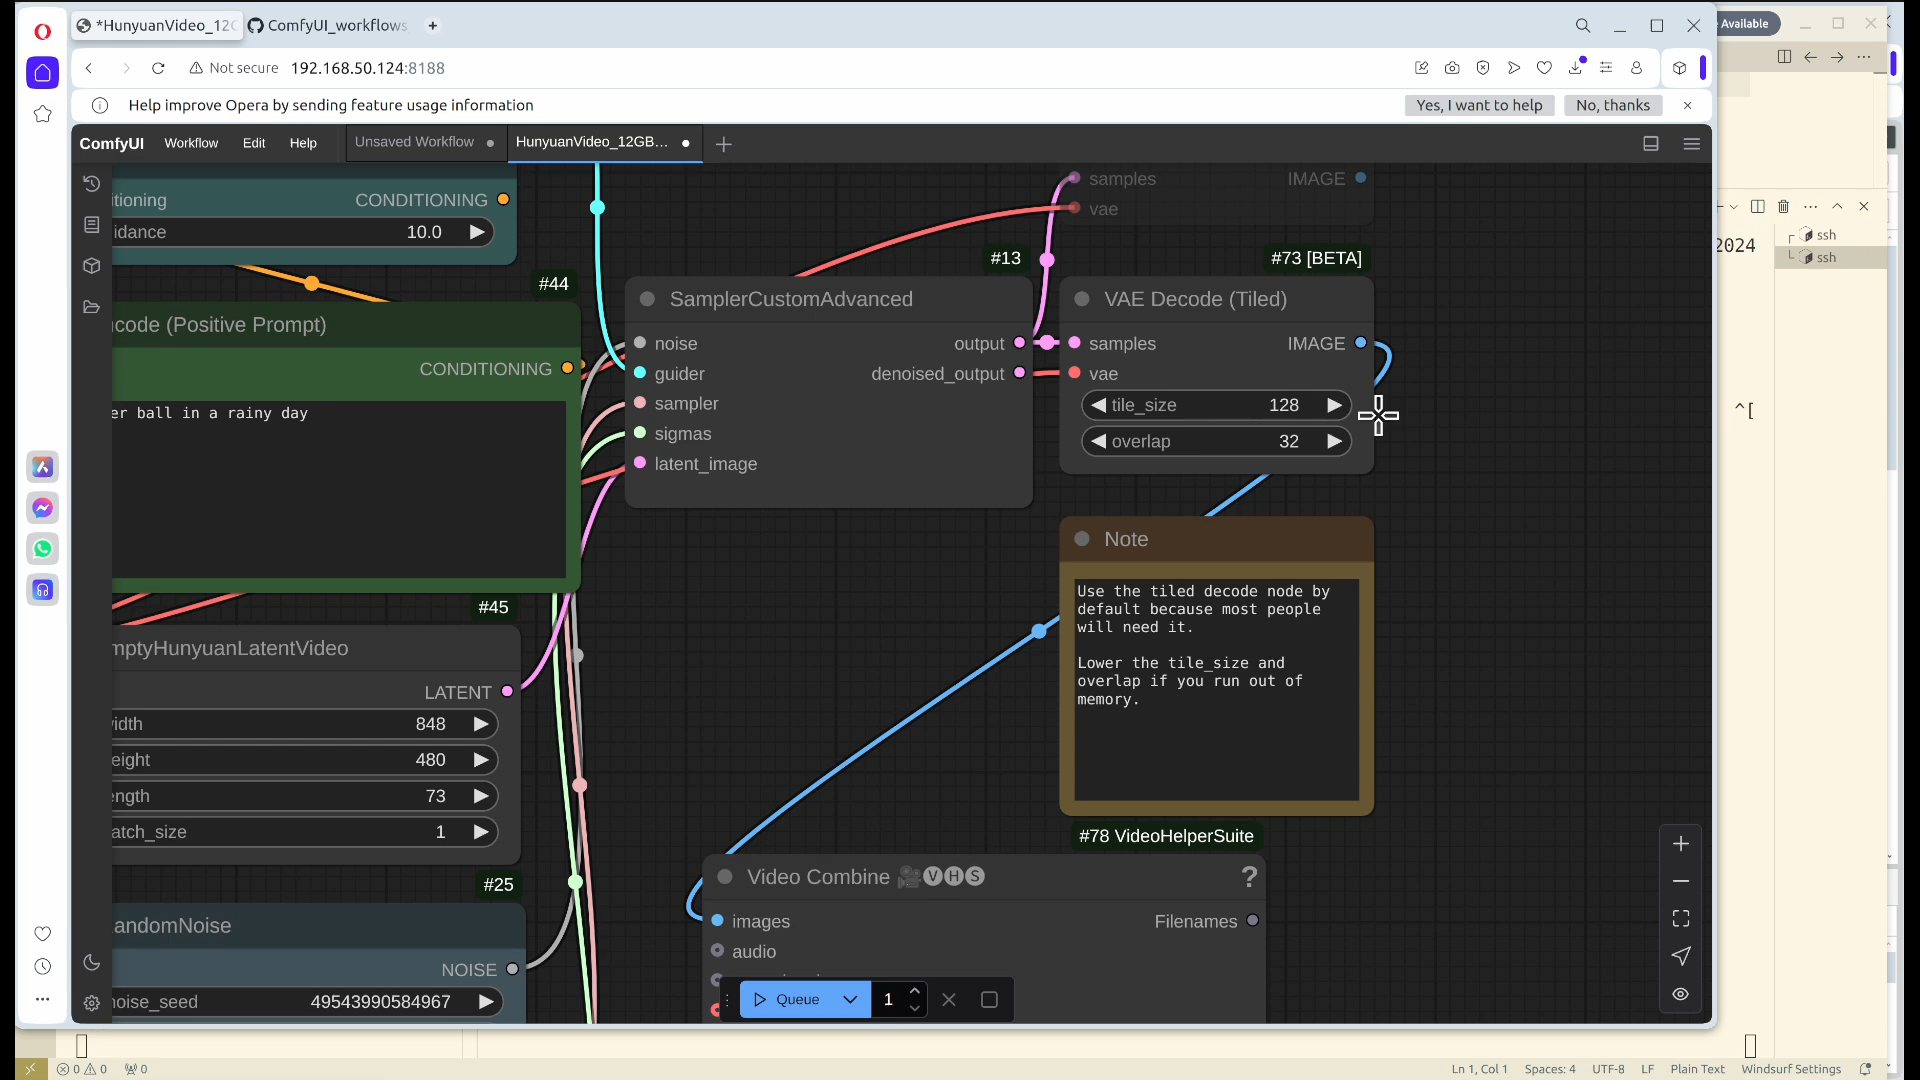 *HunyuanVideo_12G
ComfyUI_workflows
Available
Not secure
192.168.50.124:8188
Help improve Opera by sending feature usage information
Yes, I want to help
No, thanks
ComfyUI
Workflow
Edit
Help
Unsaved Workflow
HunyuanVideo_12GB...
itioning
CONDITIONING
idance
10.0
samples
IMAGE
vae
#44
#13
#73 [BETA]
code (Positive Prompt)
CONDITIONING
er ball in a rainy day
SamplerCustomAdvanced
noise
output
guider
denoised_output
sampler
sigmas
latent_image
VAE Decode (Tiled)
samples
IMAGE
vae
tile_size
128
overlap
32
2024
ssh
ssh
^[
#45
mptyHunyuanLatentVideo
LATENT
width
848
eight
480
ength
73
atch_size
1
Note
Use the tiled decode node by
default because most people
will need it.
Lower the tile_size and
overlap if you run out of
memory.
#25
andomNoise
NOISE
noise_seed
49543990584967
#78 VideoHelperSuite
Video Combine 🎥🅥🅗🅢
?
images
Filenames
audio
Queue
1
0
0
0
Ln 1, Col 1
Spaces: 4
UTF-8
LF
Plain Text
Windsurf Settings